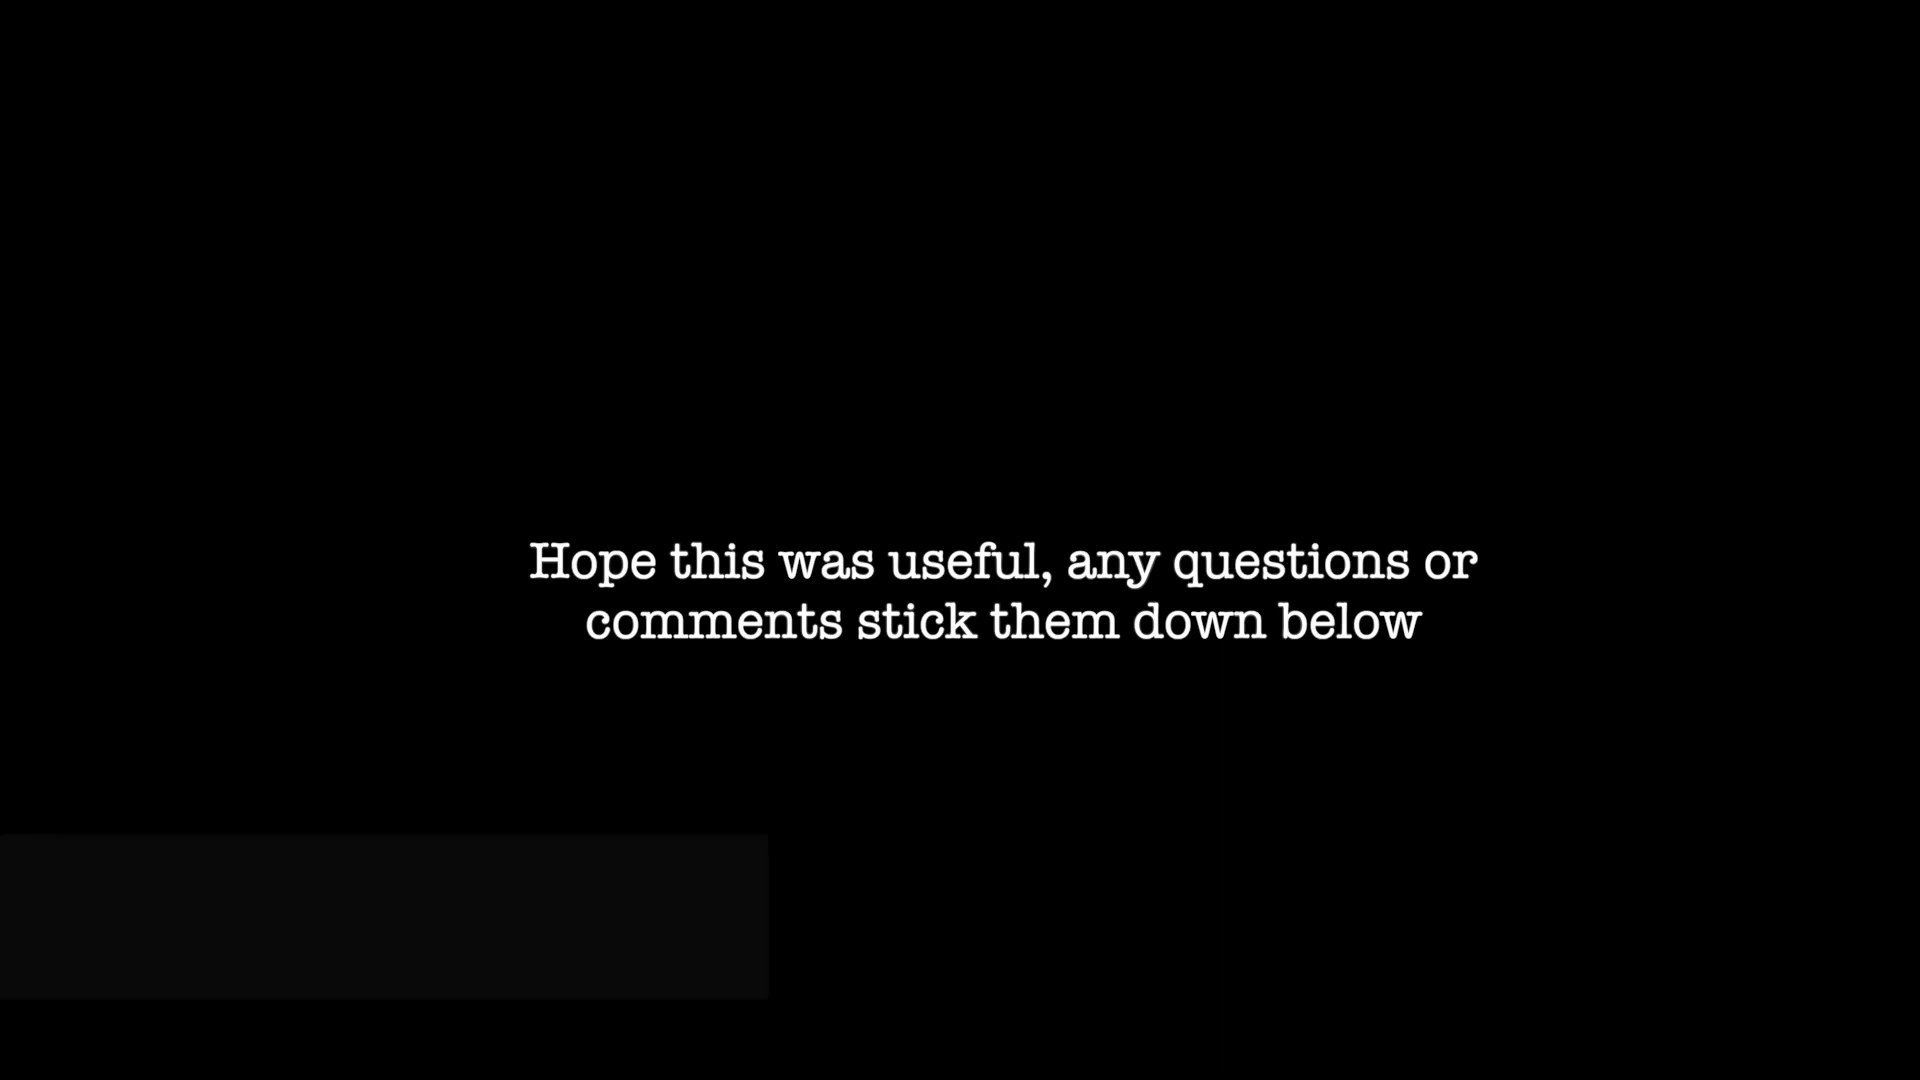 Hope this was useful, any questions or
comments stick them down below